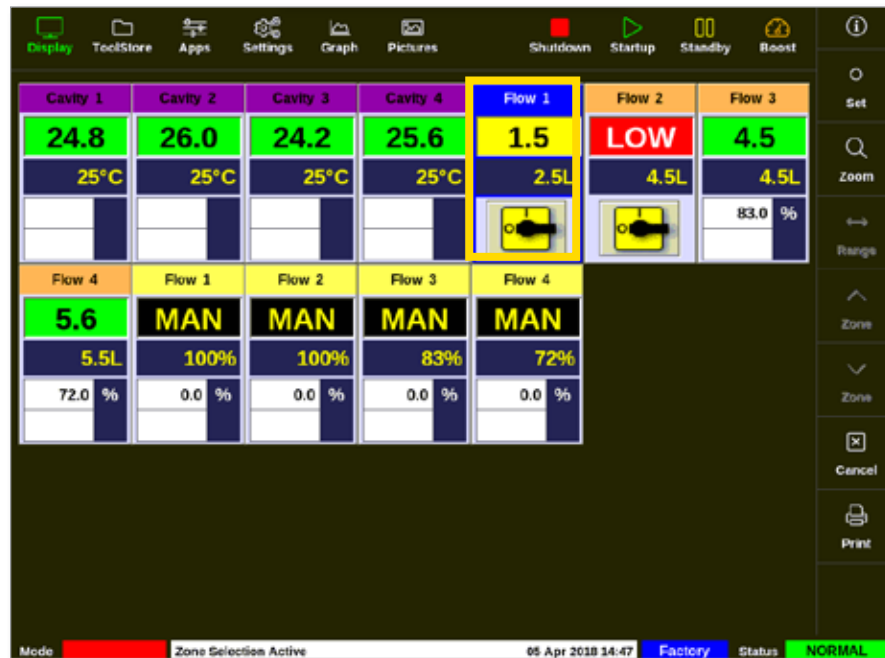 Display ToolStore Apps Settings Graph Pictures Shutdown Startup Standby Boost
Set
Zoom
Range
Zone
Zone
Cancel
Print
Cavity 1 Cavity 2 Cavity 3 Cavity 4 Flow 1 Flow 2 Flow 3
24.8 26.0 24.2 25.6 1.5 LOW 4.5
25°C 25°C 25°C 25°C 2.5L 4.5L 4.5L
83.0 %
Flow 4 Flow 1 Flow 2 Flow 3 Flow 4
5.6 MAN MAN MAN MAN
5.5L 100% 100% 83% 72%
72.0 % 0.0 % 0.0 % 0.0 % 0.0 %
Mode Zone Selection Active 05 Apr 2018 14:47 Factory Status NORMAL